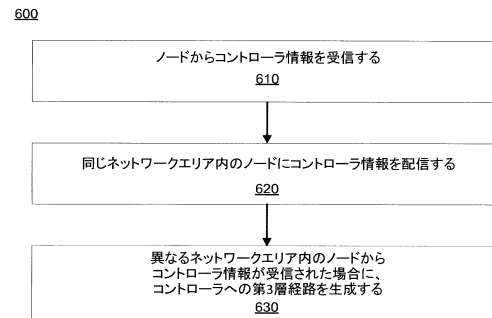 600
ノードからコントローラ情報を受信する
610
同じネットワークエリア内のノードにコントローラ情報を配信する
620
異なるネットワークエリア内のノードから
コントローラ情報が受信された場合に、
コントローラへの第3層経路を生成する
630